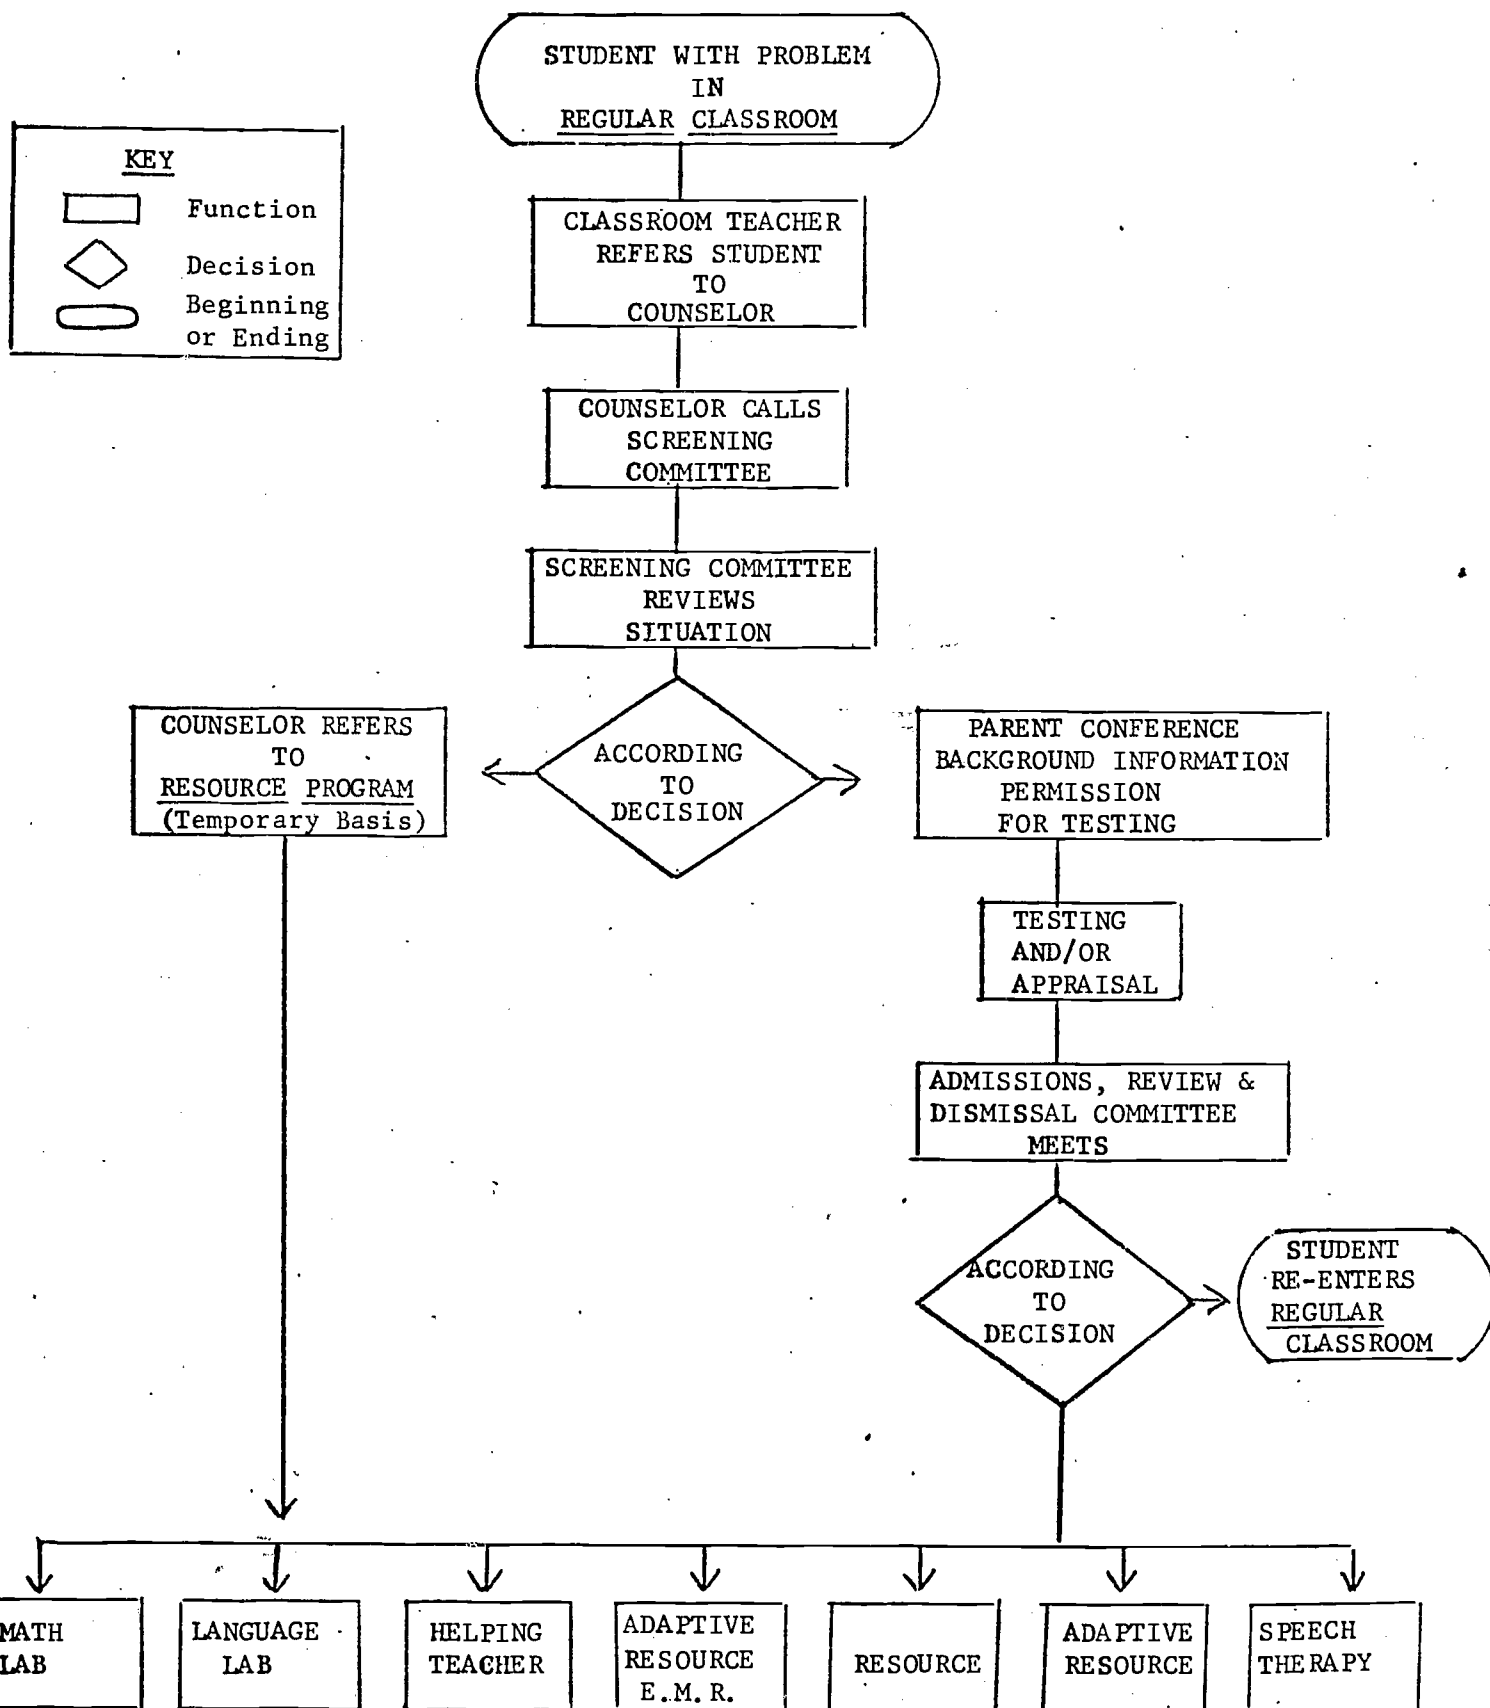 STUDENT WITH PROBLEM
IN
REGULAR CLASSROOM
KEY
Function
Decision
Beginning
or Ending
CLASSROOM TEACHER
REFERS STUDENT
TO
COUNSELOR
COUNSELOR CALLS
SCREENING
COMMITTEE
SCREENING COMMITTEE
REVIEWS
SITUATION
COUNSELOR REFERS
TO
RESOURCE PROGRAM
(Temporary Basis)
ACCORDING
TO
DECISION
PARENT CONFERENCE
BACKGROUND INFORMATION
PERMISSION
FOR TESTING
TESTING
AND/OR
APPRAISAL
ADMISSIONS, REVIEW &
DISMISSAL COMMITTEE
MEETS
ACCORDING
TO
DECISION
STUDENT
RE-ENTERS
REGULAR
CLASSROOM
MATH
LAB
LANGUAGE
LAB
HELPING
TEACHER
ADAPTIVE
RESOURCE
E.M.R.
RESOURCE
ADAPTIVE
RESOURCE
SPEECH
THERAPY